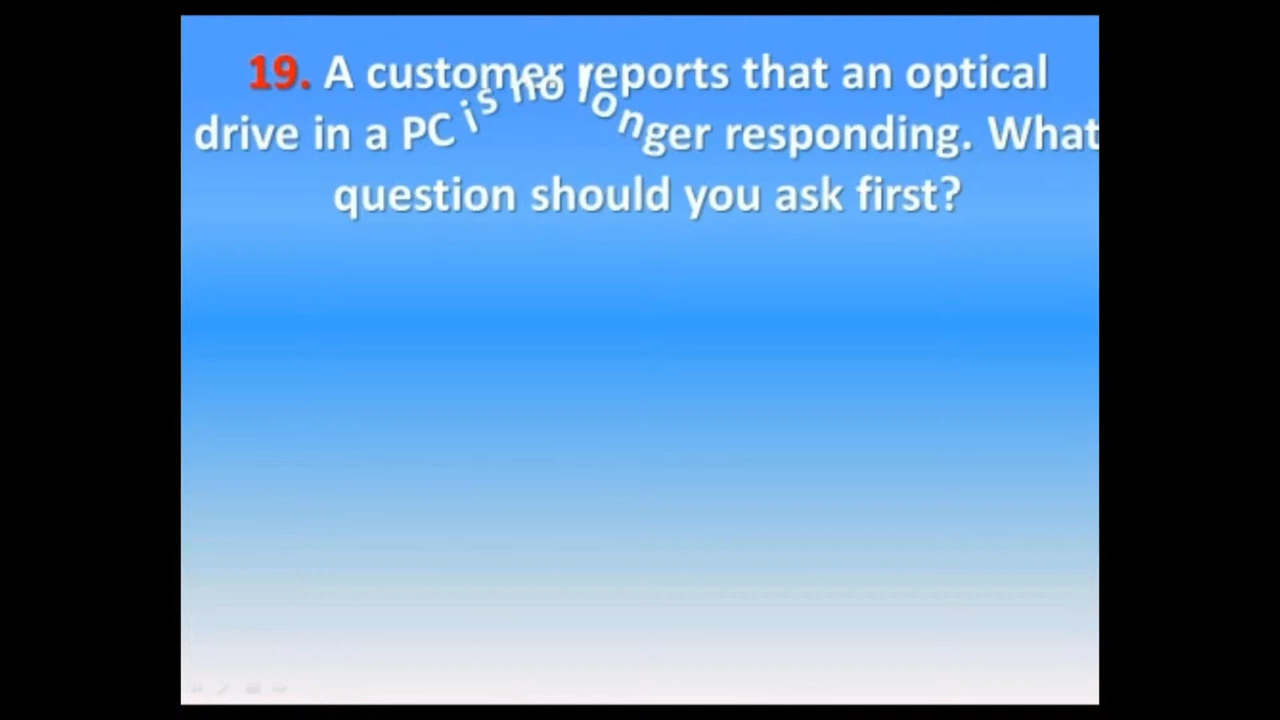 19. A customer reports that an optical
drive in a PC is no longer responding. What
question should you ask first?